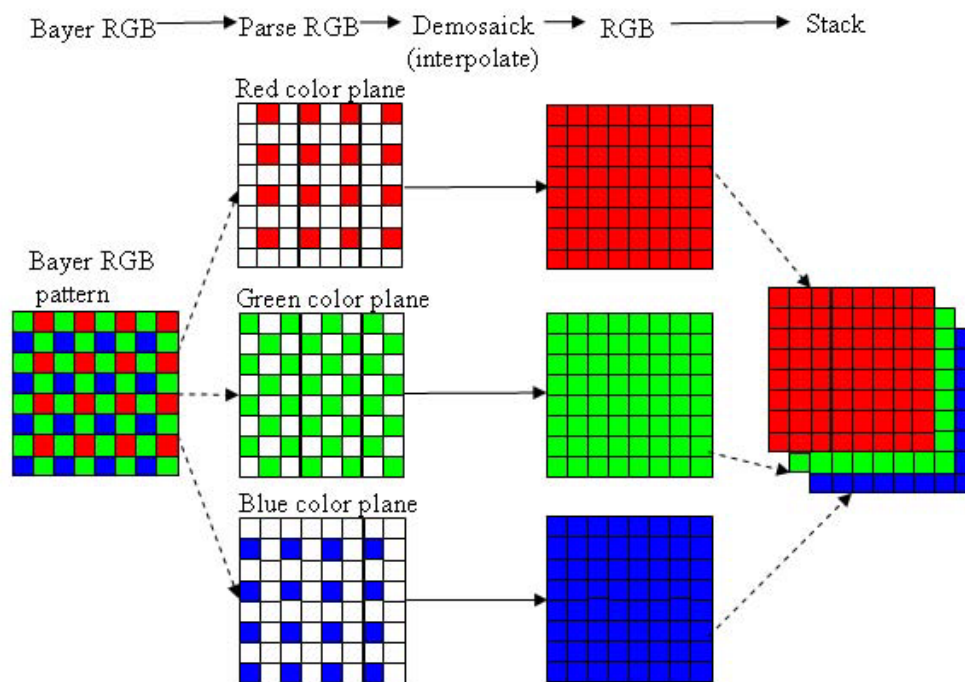 Bayer RGB Parse RGB Demosaick RGB Stack
(interpolate)
Red color plane
Bayer RGB
pattern
Green color plane
Blue color plane